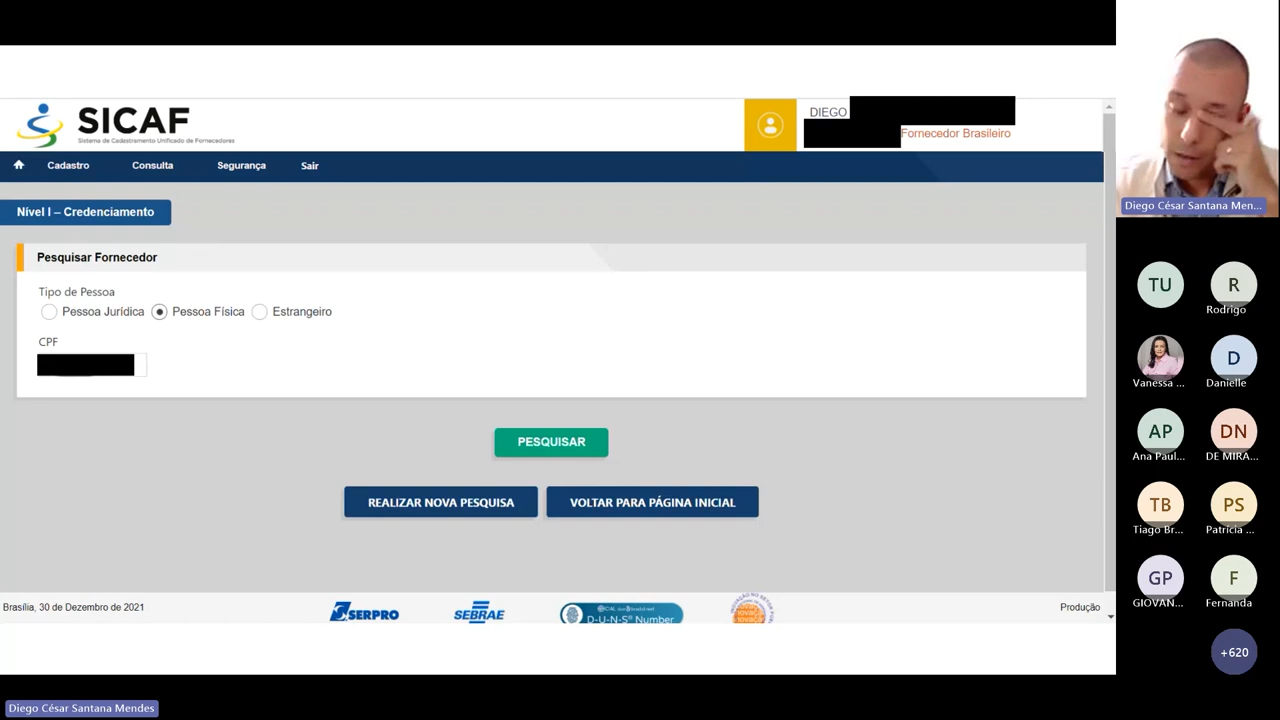 SICAF
Sistema de Cadastramento Unificado de Fornecedores
DIEGO
Fornecedor Brasileiro
Cadastro Consulta Segurança Sair
Nível I – Credenciamento
Pesquisar Fornecedor
Tipo de Pessoa
Pessoa Jurídica Pessoa Física Estrangeiro
CPF
PESQUISAR
REALIZAR NOVA PESQUISA VOLTAR PARA PÁGINA INICIAL
Brasília, 30 de Dezembro de 2021
SERPRO
SEBRAE
D-U-N-S® Number
Produção
Diego César Santana Men...
TU
R
Rodrigo
Vanessa ...
D
Danielle
AP
Ana Paul...
DN
DE MIRA...
TB
Tiago Br...
PS
Patrícia ...
GP
GIOVAN...
F
Fernanda
+620
Diego César Santana Mendes